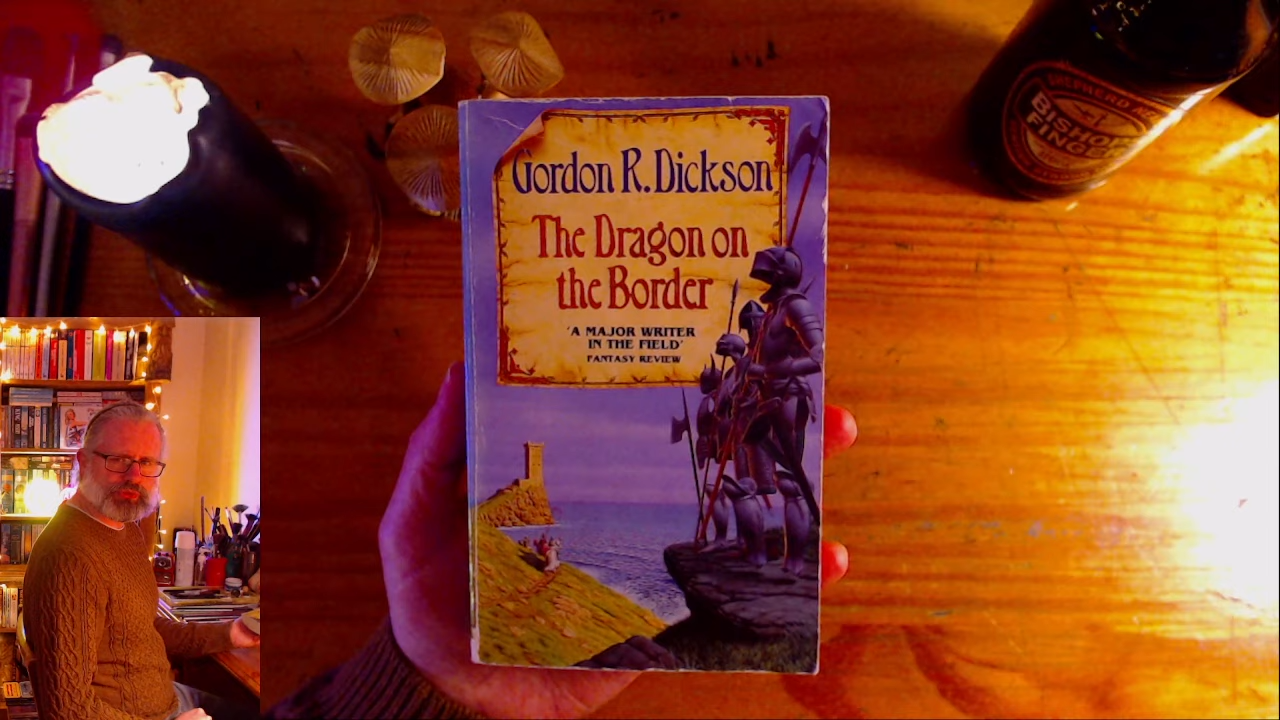 Gordon R. Dickson
The Dragon on
the Border
'A MAJOR WRITER
IN THE FIELD'
FANTASY REVIEW
BISHOPS
FINGER